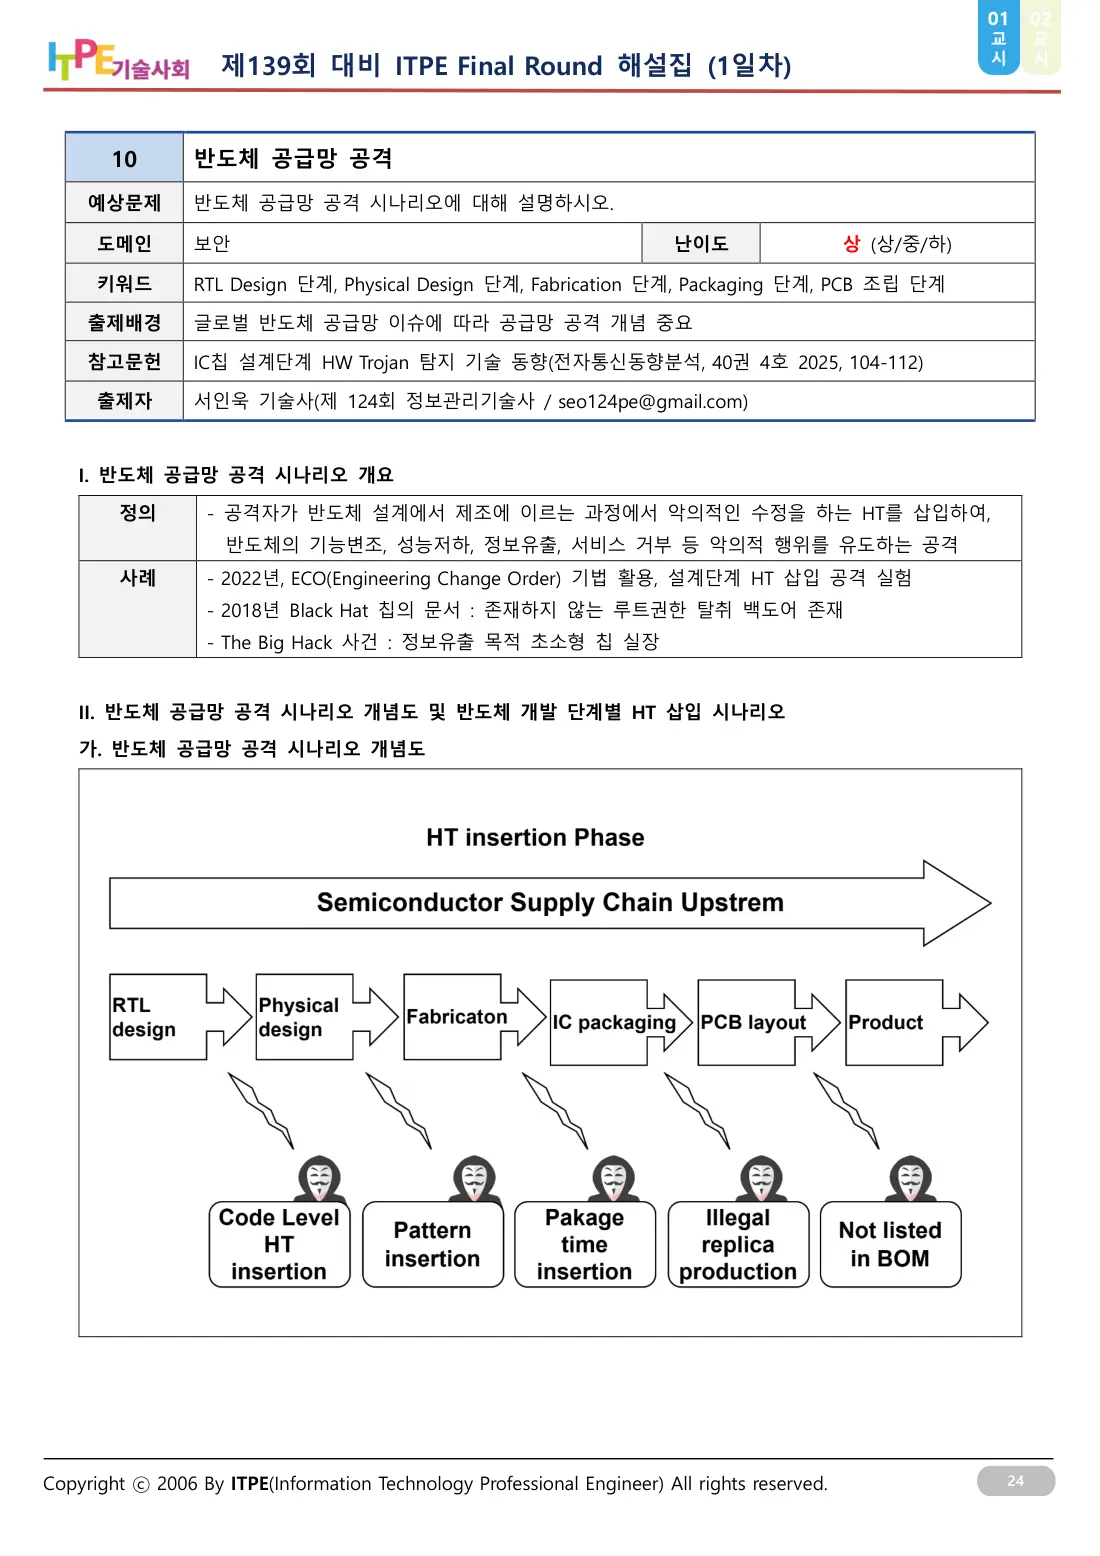 ITPE기술사회 제139회 대비 ITPE Final Round 해설집 (1일차)
01 교시
02 교시
10 반도체 공급망 공격
예상문제 반도체 공급망 공격 시나리오에 대해 설명하시오.
도메인 보안 난이도 상 (상/중/하)
키워드 RTL Design 단계, Physical Design 단계, Fabrication 단계, Packaging 단계, PCB 조립 단계
출제배경 글로벌 반도체 공급망 이슈에 따라 공급망 공격 개념 중요
참고문헌 IC칩 설계단계 HW Trojan 탐지 기술 동향(전자통신동향분석, 40권 4호 2025, 104-112)
출제자 서인욱 기술사(제 124회 정보관리기술사 / seo124pe@gmail.com)
I. 반도체 공급망 공격 시나리오 개요
정의 - 공격자가 반도체 설계에서 제조에 이르는 과정에서 악의적인 수정을 하는 HT를 삽입하여,
반도체의 기능변조, 성능저하, 정보유출, 서비스 거부 등 악의적 행위를 유도하는 공격
사례 - 2022년, ECO(Engineering Change Order) 기법 활용, 설계단계 HT 삽입 공격 실험
- 2018년 Black Hat 칩의 문서 : 존재하지 않는 루트권한 탈취 백도어 존재
- The Big Hack 사건 : 정보유출 목적 초소형 칩 실장
II. 반도체 공급망 공격 시나리오 개념도 및 반도체 개발 단계별 HT 삽입 시나리오
가. 반도체 공급망 공격 시나리오 개념도
HT insertion Phase
Semiconductor Supply Chain Upstrem
RTL
design
Physical
design
Fabricaton
IC packaging
PCB layout
Product
Code Level
HT
insertion
Pattern
insertion
Pakage
time
insertion
Illegal
replica
production
Not listed
in BOM
Copyright ⓒ 2006 By ITPE(Information Technology Professional Engineer) All rights reserved.
24